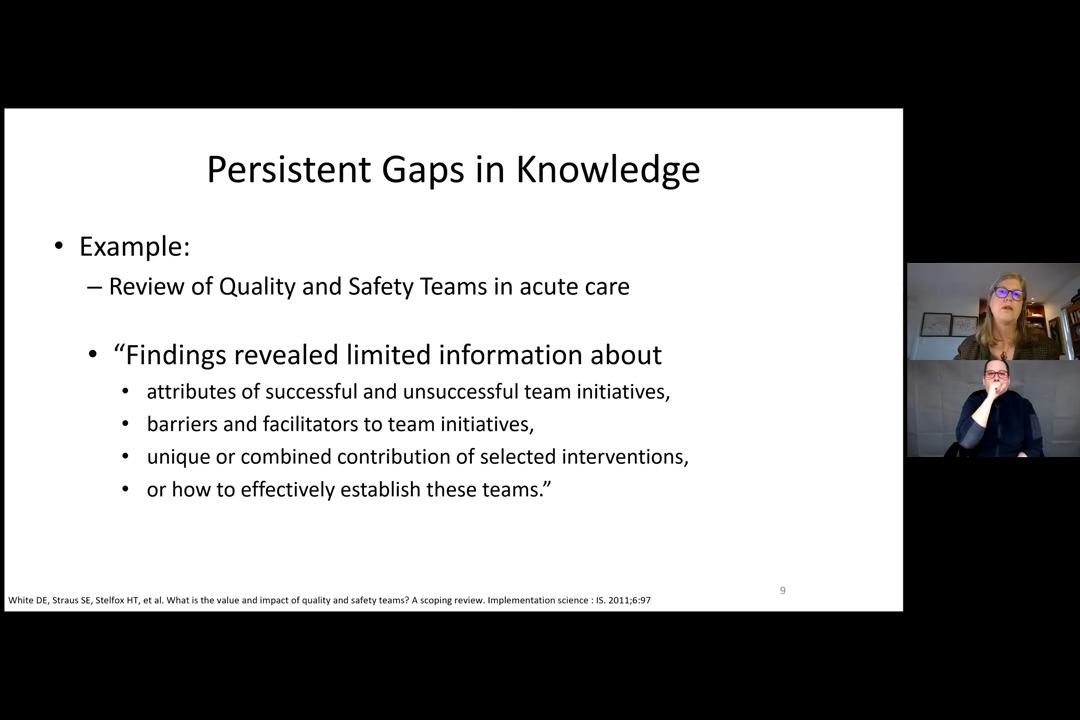 Persistent Gaps in Knowledge
• Example:
– Review of Quality and Safety Teams in acute care
• “Findings revealed limited information about
• attributes of successful and unsuccessful team initiatives,
• barriers and facilitators to team initiatives,
• unique or combined contribution of selected interventions,
• or how to effectively establish these teams.”
9
White DE, Straus SE, Stelfox HT, et al. What is the value and impact of quality and safety teams? A scoping review. Implementation science : IS. 2011;6:97